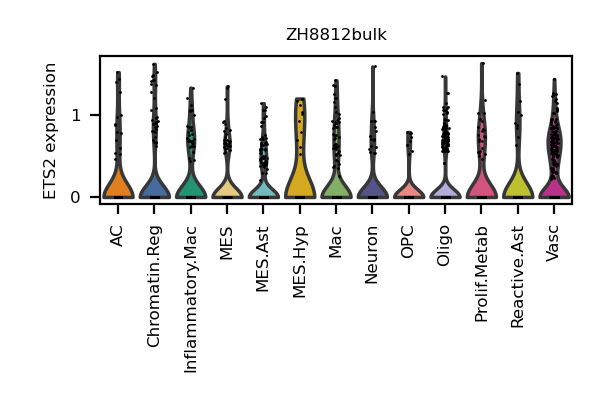 ZH8812bulk
ETS2 expression
1
0
AC
Chromatin.Reg
Inflammatory.Mac
MES
MES.Ast
MES.Hyp
Mac
Neuron
OPC
Oligo
Prolif.Metab
Reactive.Ast
Vasc